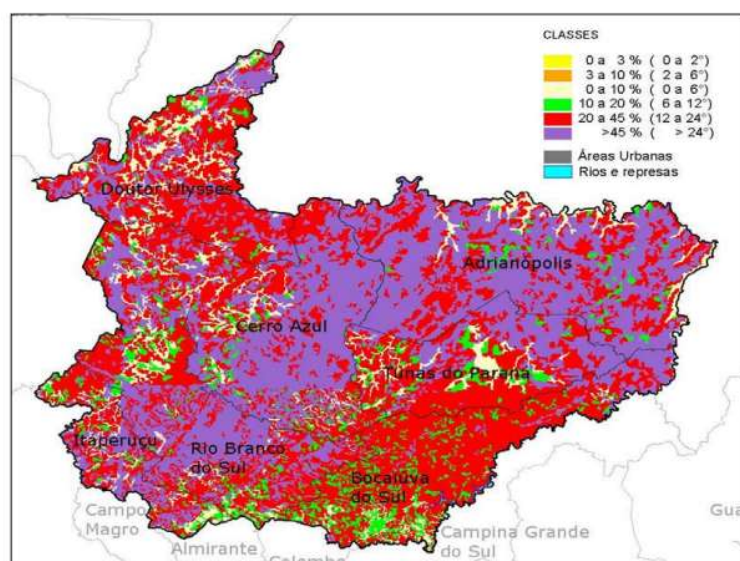 CLASSES
0 a 3 % ( 0 a 2°)
3 a 10 % ( 2 a 6°)
0 a 10 % ( 0 a 6°)
10 a 20 % ( 6 a 12°)
20 a 45 % (12 a 24°)
>45 % ( > 24°)
Áreas Urbanas
Rios e represas
Doutor Ulysses
Adrianópolis
Cerro Azul
Tunas do Paraná
Itaperuçu
Rio Branco
do Sul
Bocaiúva
do Sul
Campo
Magro
Almirante
Colombo
Campina Grande
do Sul
Gua